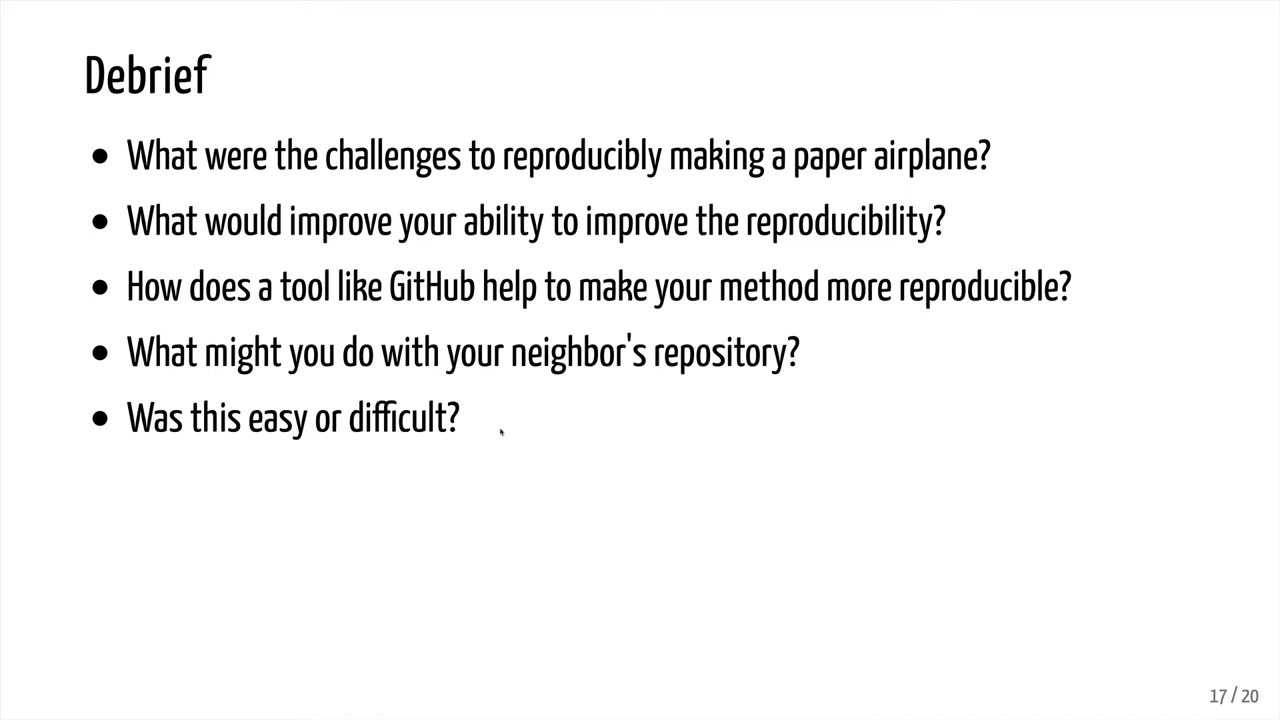 Debrief
• What were the challenges to reproducibly making a paper airplane?
• What would improve your ability to improve the reproducibility?
• How does a tool like GitHub help to make your method more reproducible?
• What might you do with your neighbor's repository?
• Was this easy or difficult?
17 / 20